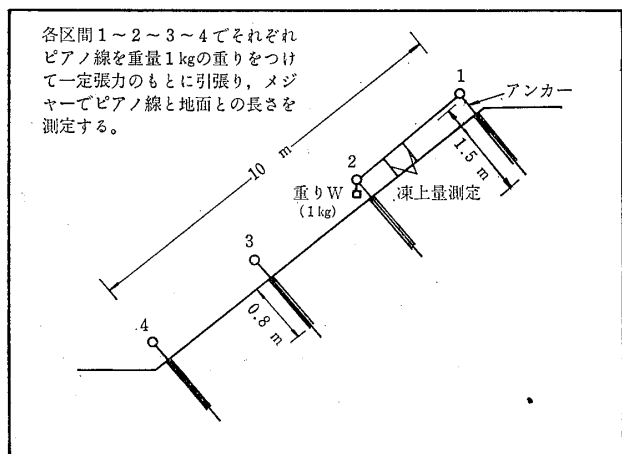 各区間1~2~3~4でそれぞれ
ピアノ線を重量1kgの重りをつけ
て一定張力のもとに引張り，メジ
ャーでピアノ線と地面との長さを
測定する。
1
アンカー
10 m
2
1.5 m
重りW
(1kg)
凍上量測定
3
0.8 m
4